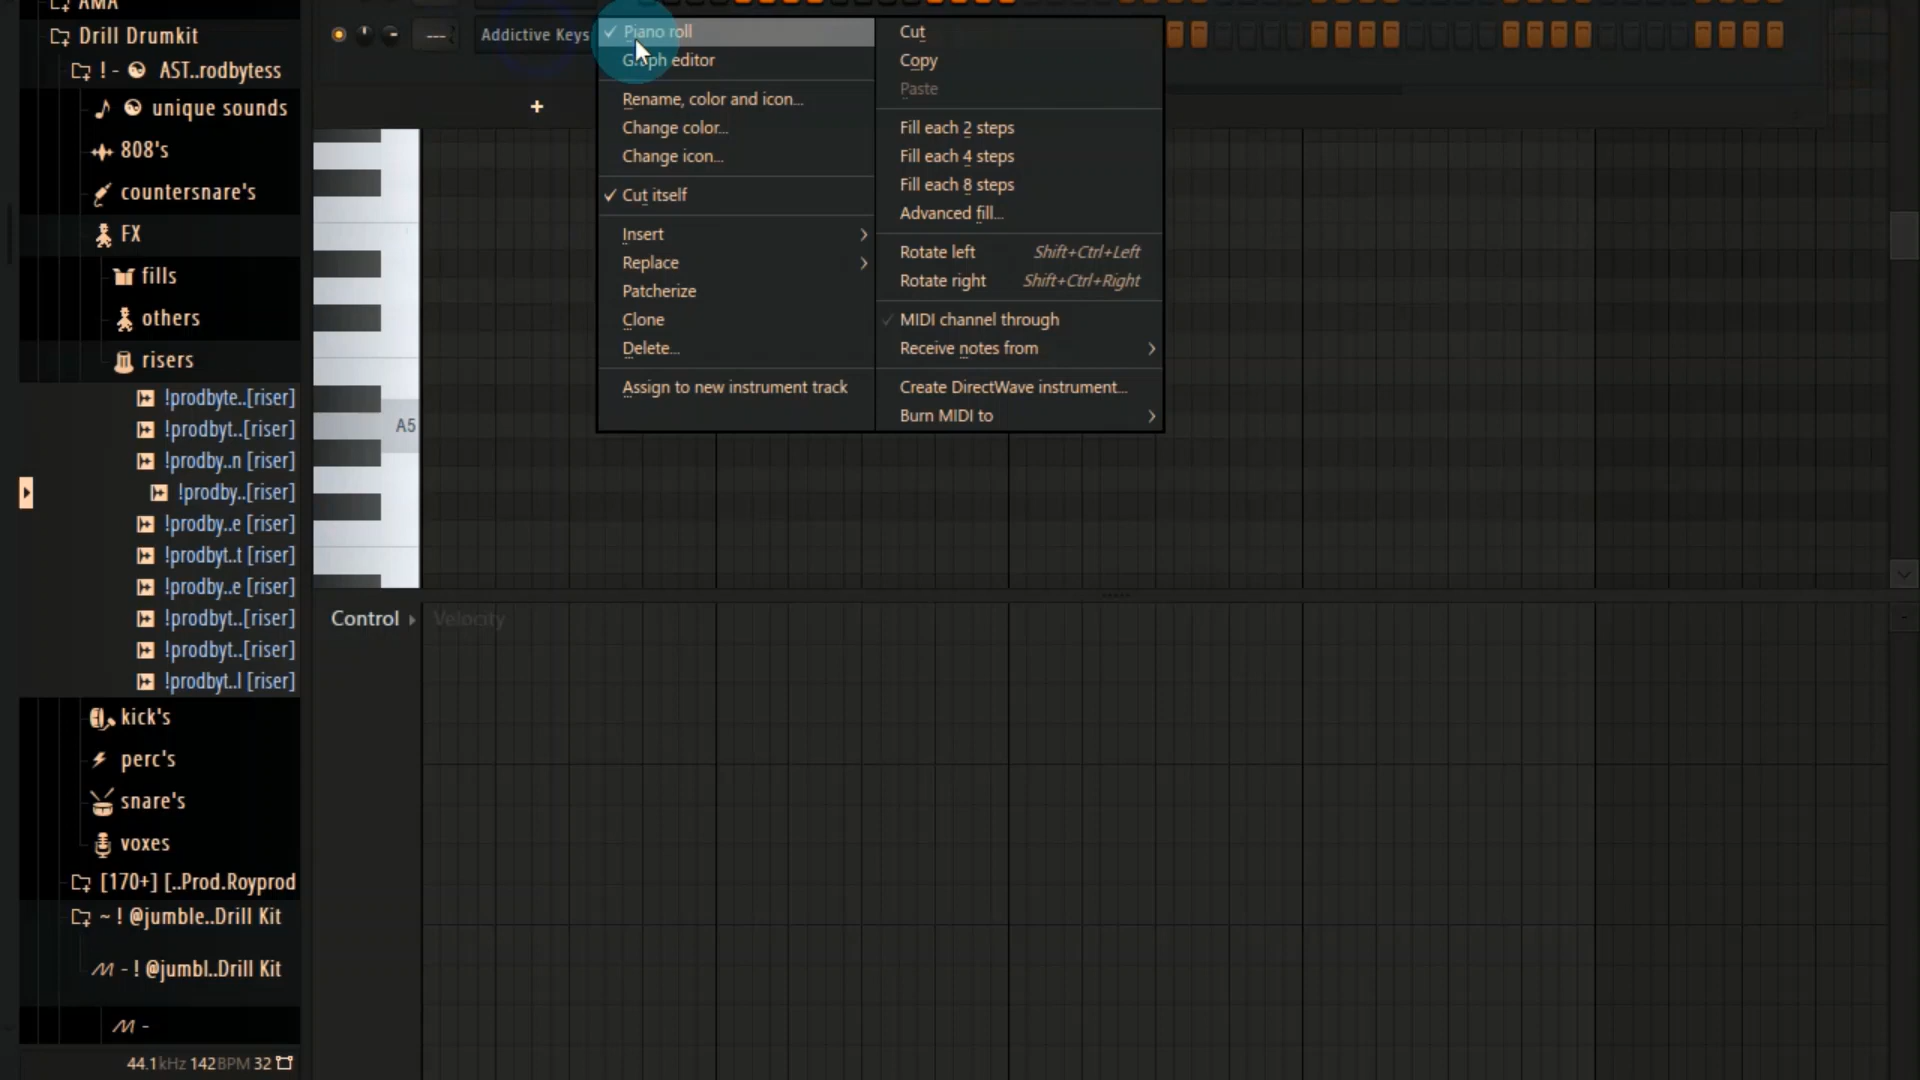 AMA
Drill Drumkit
! - AST..rodbytess
unique sounds
808's
countersnare's
FX
fills
others
risers
!prodbyte..[riser]
!prodbyt..[riser]
!prodby..n [riser]
!prodby..[riser]
!prodby..e [riser]
!prodbyt..t [riser]
!prodby..e [riser]
!prodbyt..[riser]
!prodbyt..[riser]
!prodbyt..l [riser]
kick's
perc's
snare's
voxes
[170+] [..Prod.Royprod
~ ! @jumble..Drill Kit
- ! @jumbl..Drill Kit
-
44.1kHz 142BPM 32
---
Addictive Keys
+
Piano roll
Graph editor
Rename, color and icon...
Change color...
Change icon...
Cut itself
Insert
Replace
Patcherize
Clone
Delete...
Assign to new instrument track
Cut
Copy
Paste
Fill each 2 steps
Fill each 4 steps
Fill each 8 steps
Advanced fill...
Rotate left Shift+Ctrl+Left
Rotate right Shift+Ctrl+Right
MIDI channel through
Receive notes from
Create DirectWave instrument...
Burn MIDI to
A5
Control
Velocity